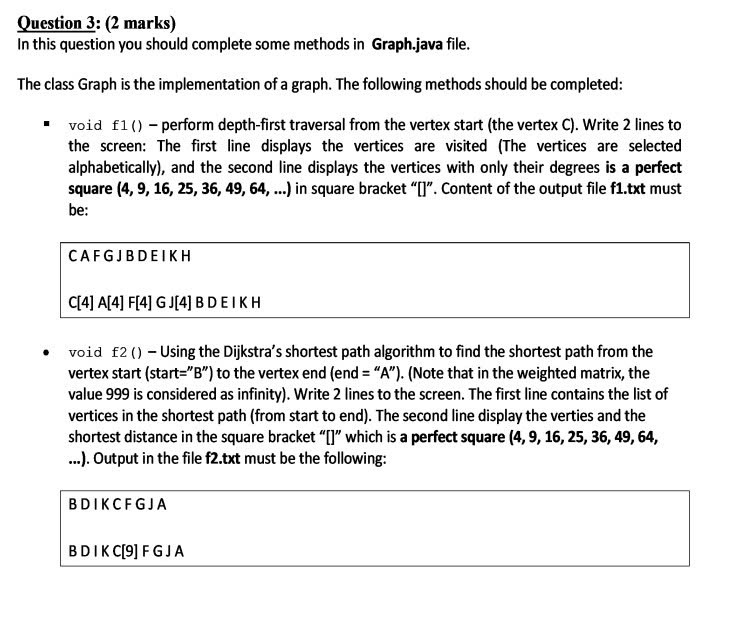 Question 3: (2 marks)
In this question you should complete some methods in Graph.java file.
The class Graph is the implementation of a graph. The following methods should be completed:
▪ void f1() – perform depth-first traversal from the vertex start (the vertex C). Write 2 lines to
the screen: The first line displays the vertices are visited (The vertices are selected
alphabetically), and the second line displays the vertices with only their degrees is a perfect
square (4, 9, 16, 25, 36, 49, 64, ...) in square bracket “[]”. Content of the output file f1.txt must
be:
C A F G J B D E I K H
C[4] A[4] F[4] G J[4] B D E I K H
• void f2() – Using the Dijkstra’s shortest path algorithm to find the shortest path from the
vertex start (start=”B”) to the vertex end (end = “A”). (Note that in the weighted matrix, the
value 999 is considered as infinity). Write 2 lines to the screen. The first line contains the list of
vertices in the shortest path (from start to end). The second line display the verties and the
shortest distance in the square bracket “[]” which is a perfect square (4, 9, 16, 25, 36, 49, 64,
...). Output in the file f2.txt must be the following:
B D I K C F G J A
B D I K C[9] F G J A